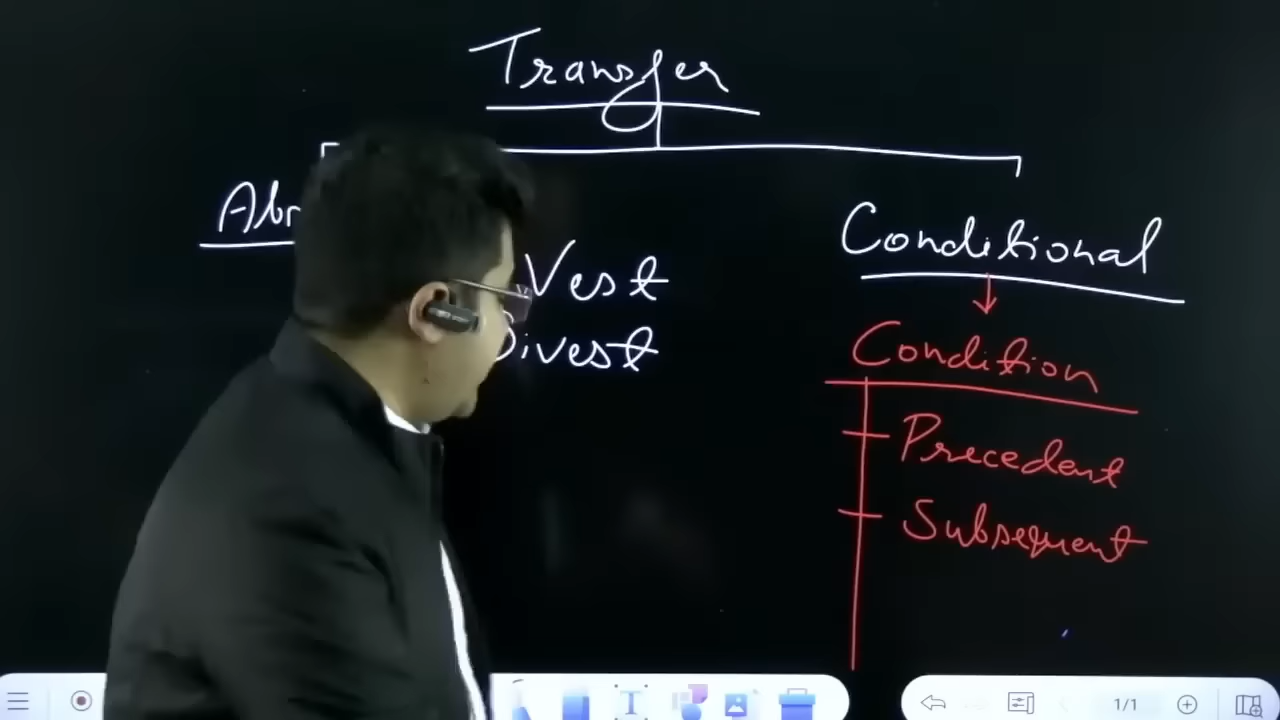 Transfer
Conditional
Vest
Divest
Condition
Precedent
Subsequent
T
1/1